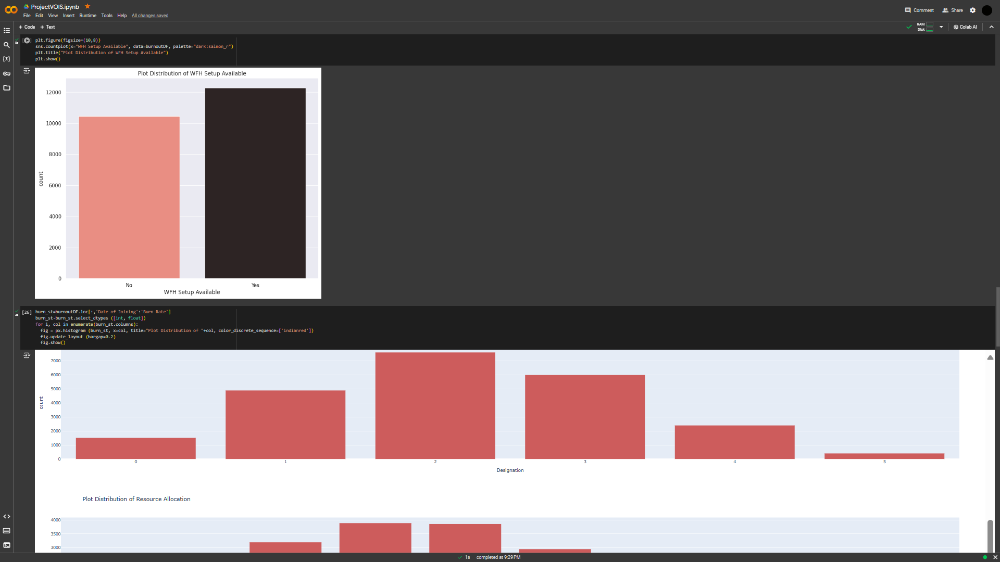 ProjectVOIS.ipynb
File Edit View Insert Runtime Tools Help All changes saved
Comment Share
+ Code + Text
RAM
Disk
Colab AI
0s
plt.figure(figsize=(10,8))
sns.countplot(x="WFH Setup Available", data=burnoutDF, palette="dark:salmon_r")
plt.title("Plot Distribution of WFH Setup Available")
plt.show()
Plot Distribution of WFH Setup Available
12000
10000
8000
6000
4000
2000
0
count
No Yes
WFH Setup Available
2s
[26] burn_st=burnoutDF.loc[:,'Date of Joining':'Burn Rate']
burn_st-burn_st.select_dtypes ([int, float])
for i, col in enumerate(burn_st.columns):
fig = px.histogram (burn_st, x=col, title="Plot Distribution of "+col, color_discrete_sequence=['indianred'])
fig.update_layout (bargap=0.2)
fig.show()
7000
6000
5000
4000
3000
2000
1000
0
count
0 1 2 3 4 5
Designation
Plot Distribution of Resource Allocation
4000
3500
3000
1s completed at 9:29 PM